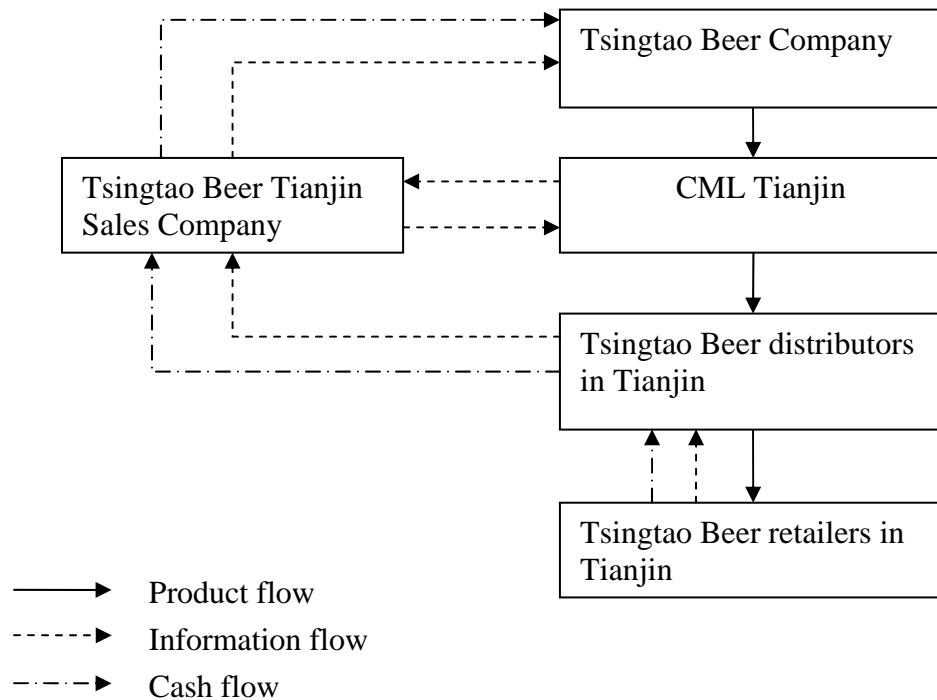 Tsingtao Beer Company
Tsingtao Beer Tianjin
Sales Company
CML Tianjin
Tsingtao Beer distributors
in Tianjin
Tsingtao Beer retailers in
Tianjin
Product flow
Information flow
Cash flow